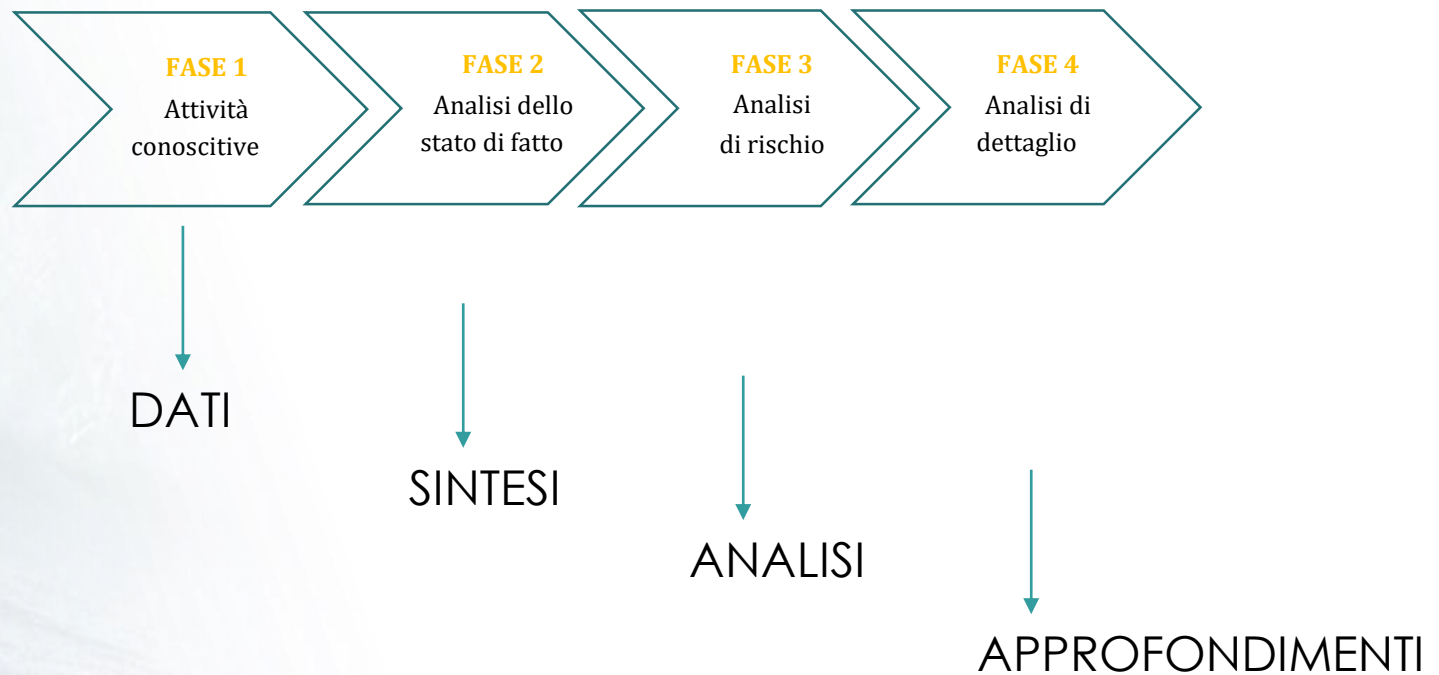 FASE 1
Attività
conoscitive
FASE 2
Analisi dello
stato di fatto
FASE 3
Analisi
di rischio
FASE 4
Analisi di
dettaglio
DATI
SINTESI
ANALISI
APPROFONDIMENTI